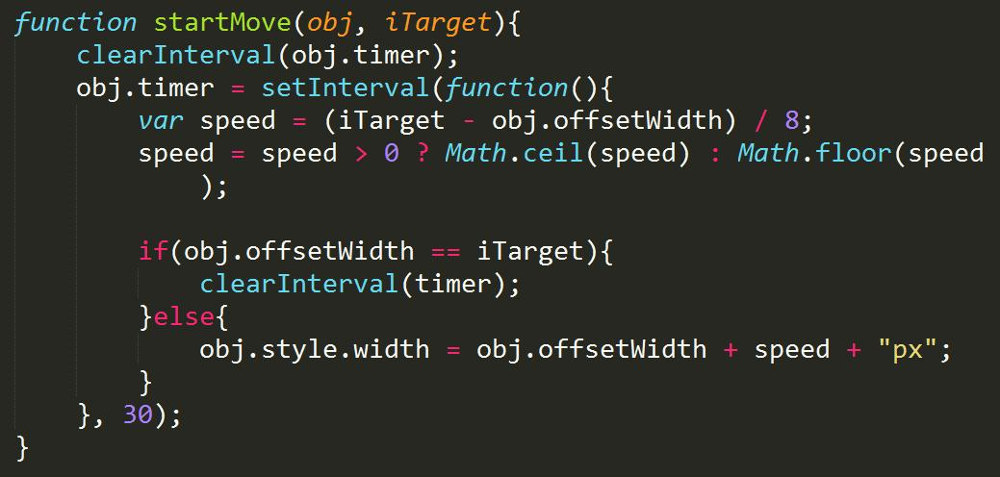 function startMove(obj, iTarget){
    clearInterval(obj.timer);
    obj.timer = setInterval(function(){
        var speed = (iTarget - obj.offsetWidth) / 8;
        speed = speed > 0 ? Math.ceil(speed) : Math.floor(speed
            );

        if(obj.offsetWidth == iTarget){
            clearInterval(timer);
        }else{
            obj.style.width = obj.offsetWidth + speed + "px";
        }
    }, 30);
}